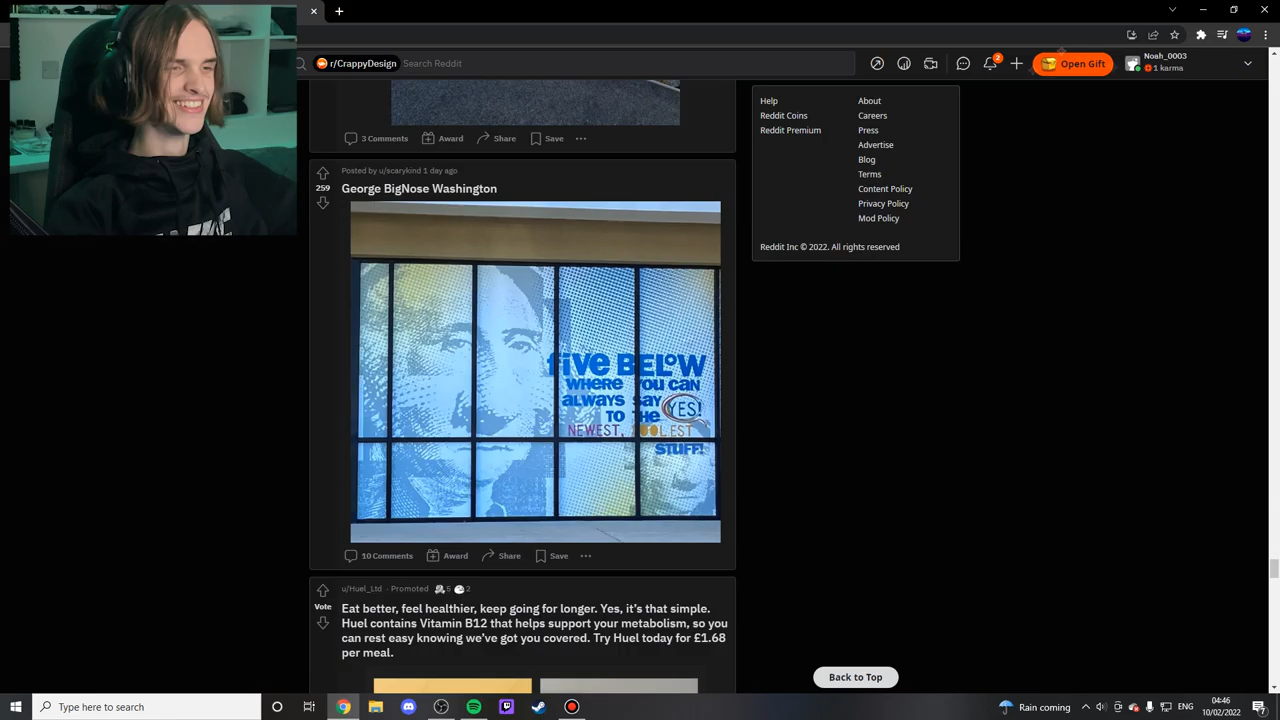 r/CrappyDesign
Search Reddit
2
Open Gift
Noah_0003
1 karma
Help
About
Reddit Coins
Careers
Reddit Premium
Press
Advertise
Blog
Terms
Content Policy
Privacy Policy
Mod Policy
Reddit Inc © 2022. All rights reserved
3 Comments
Award
Share
Save
Posted by u/scarykind 1 day ago
259
George BigNose Washington
five BELOW
WHERE YOU CAN
ALWAYS SAY
TO THE YES!
NEWEST, COOLEST
STUFF!
10 Comments
Award
Share
Save
u/Huel_Ltd · Promoted 5 2
Vote
Eat better, feel healthier, keep going for longer. Yes, it's that simple.
Huel contains Vitamin B12 that helps support your metabolism, so you
can rest easy knowing we've got you covered. Try Huel today for £1.68
per meal.
Back to Top
Type here to search
Rain coming
ENG
04:46
10/02/2022